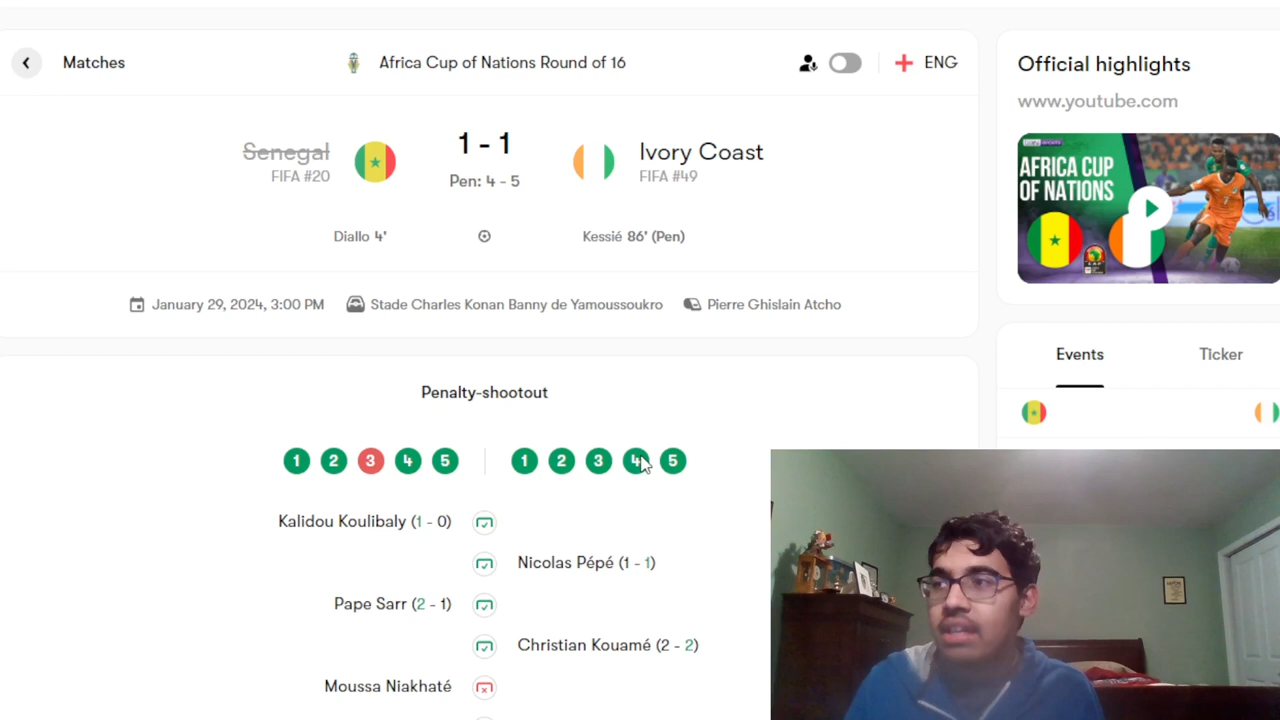 Matches
Africa Cup of Nations Round of 16
ENG
Senegal
FIFA #20
1 - 1
Pen: 4 - 5
Ivory Coast
FIFA #49
Diallo 4'
Kessié 86' (Pen)
January 29, 2024, 3:00 PM
Stade Charles Konan Banny de Yamoussoukro
Pierre Ghislain Atcho
Penalty-shootout
1 2 3 4 5 1 2 3 4 5
Kalidou Koulibaly (1 - 0)
Nicolas Pépé (1 - 1)
Pape Sarr (2 - 1)
Christian Kouamé (2 - 2)
Moussa Niakhaté
Official highlights
www.youtube.com
AFRICA CUP
OF NATIONS
Events Ticker